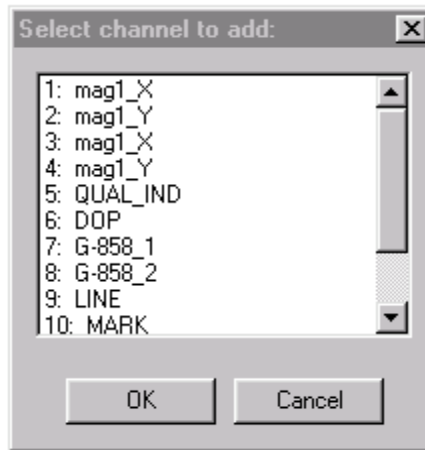 Select channel to add:
1: mag1_X
2: mag1_Y
3: mag1_X
4: mag1_Y
5: QUAL_IND
6: DOP
7: G-858_1
8: G-858_2
9: LINE
10: MARK
OK Cancel